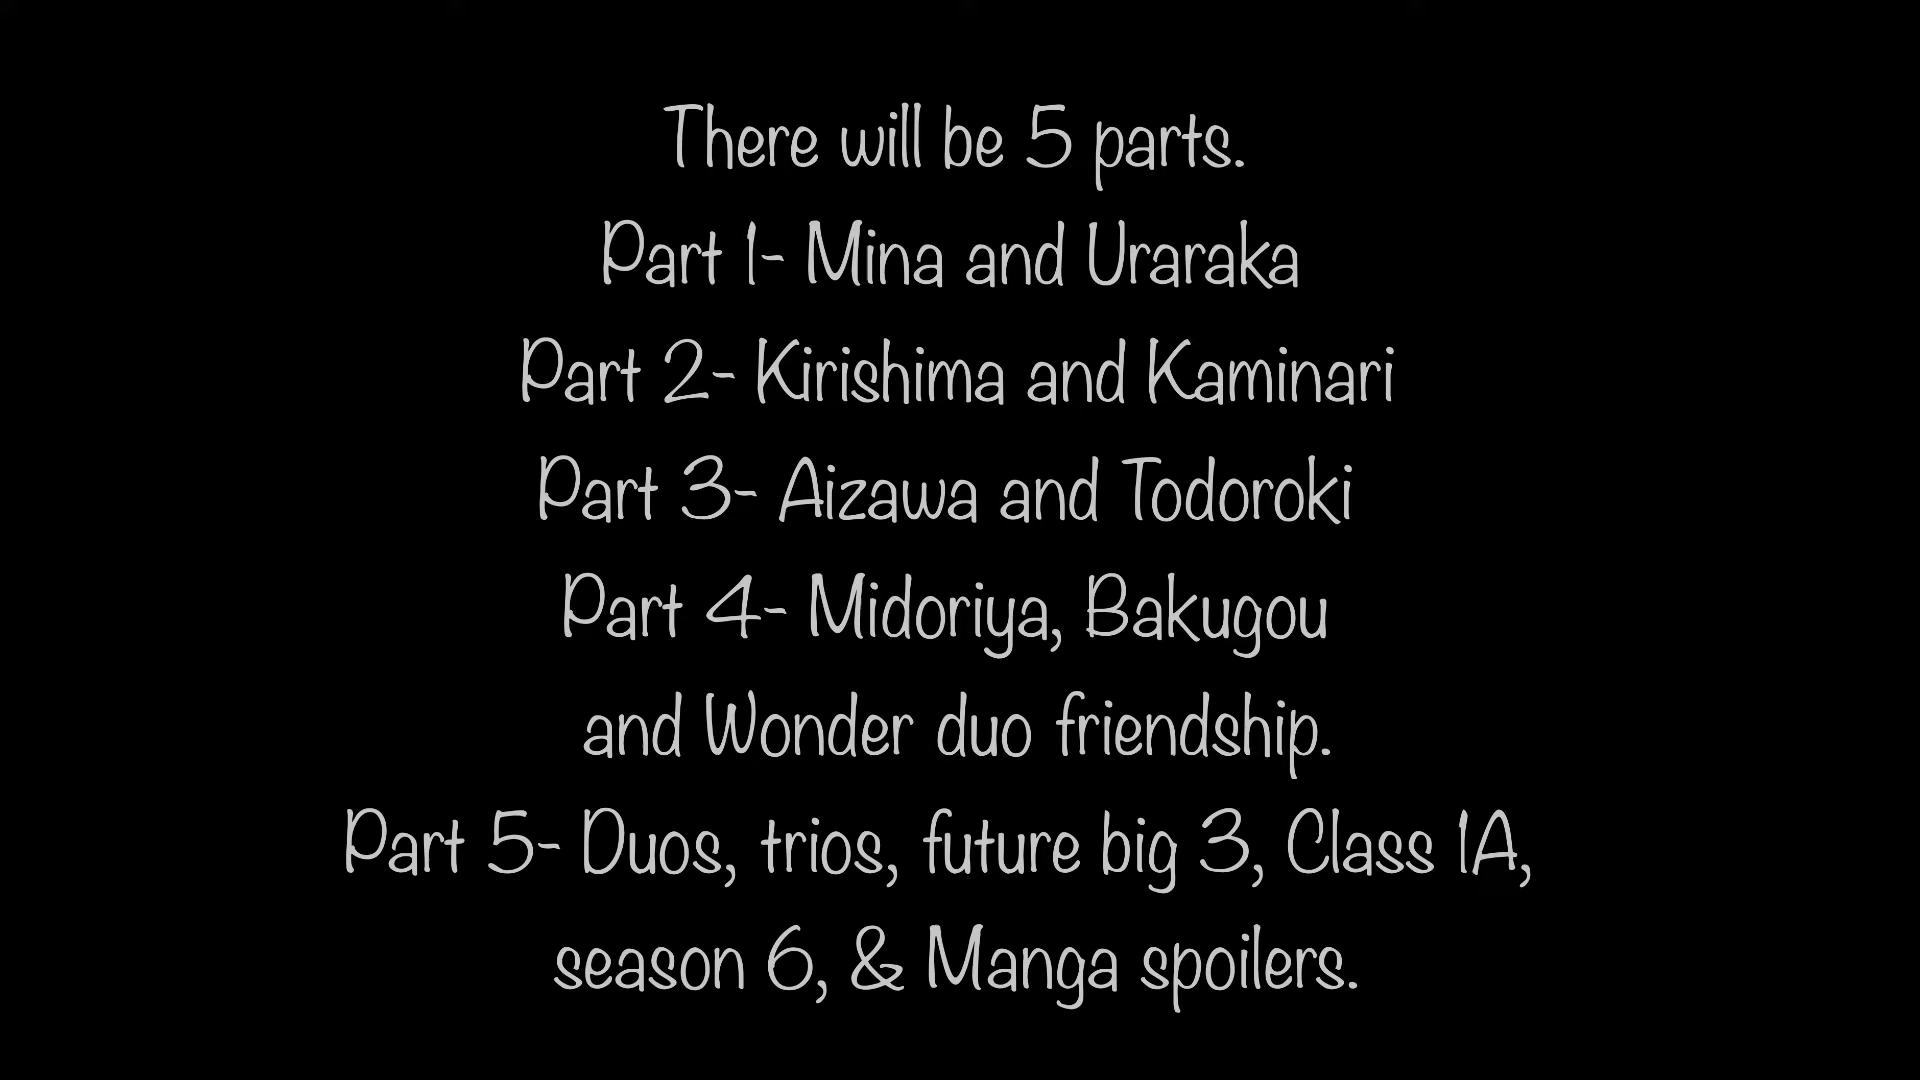 There will be 5 parts.
Part 1- Mina and Uraraka
Part 2- Kirishima and Kaminari
Part 3- Aizawa and Todoroki
Part 4- Midoriya, Bakugou
and Wonder duo friendship.
Part 5- Duos, trios, future big 3, Class 1A,
season 6, & Manga spoilers.